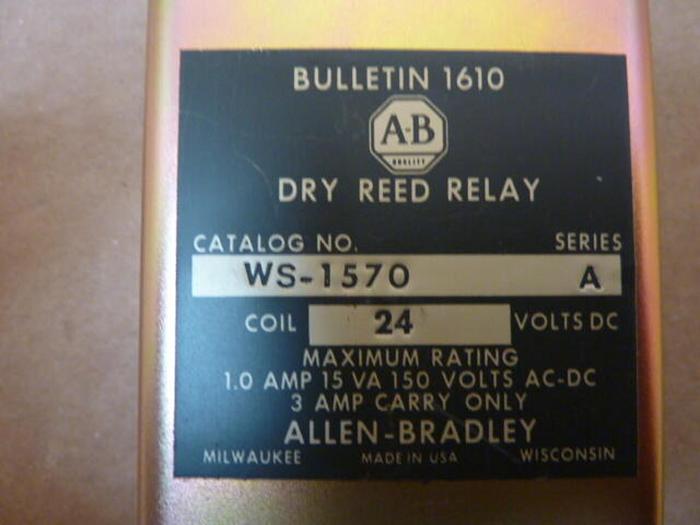 BULLETIN 1610
A-B
QUALITY
DRY REED RELAY
CATALOG NO. SERIES
WS-1570 A
COIL 24 VOLTS DC
MAXIMUM RATING
1.0 AMP 15 VA 150 VOLTS AC-DC
3 AMP CARRY ONLY
ALLEN-BRADLEY
MILWAUKEE MADE IN USA WISCONSIN